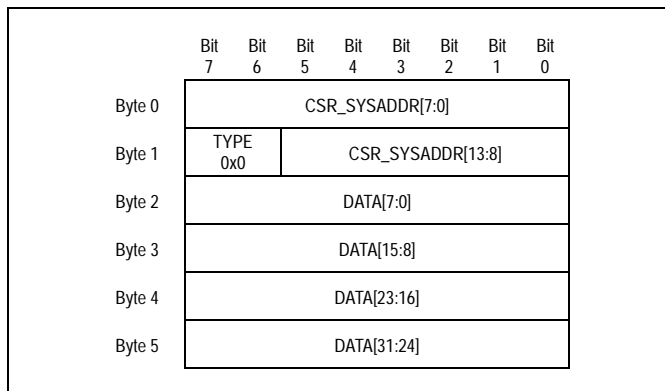 Bit Bit Bit Bit Bit Bit Bit Bit
7 6 5 4 3 2 1 0
Byte 0 CSR_SYSADDR[7:0]
Byte 1 TYPE 0x0 CSR_SYSADDR[13:8]
Byte 2 DATA[7:0]
Byte 3 DATA[15:8]
Byte 4 DATA[23:16]
Byte 5 DATA[31:24]